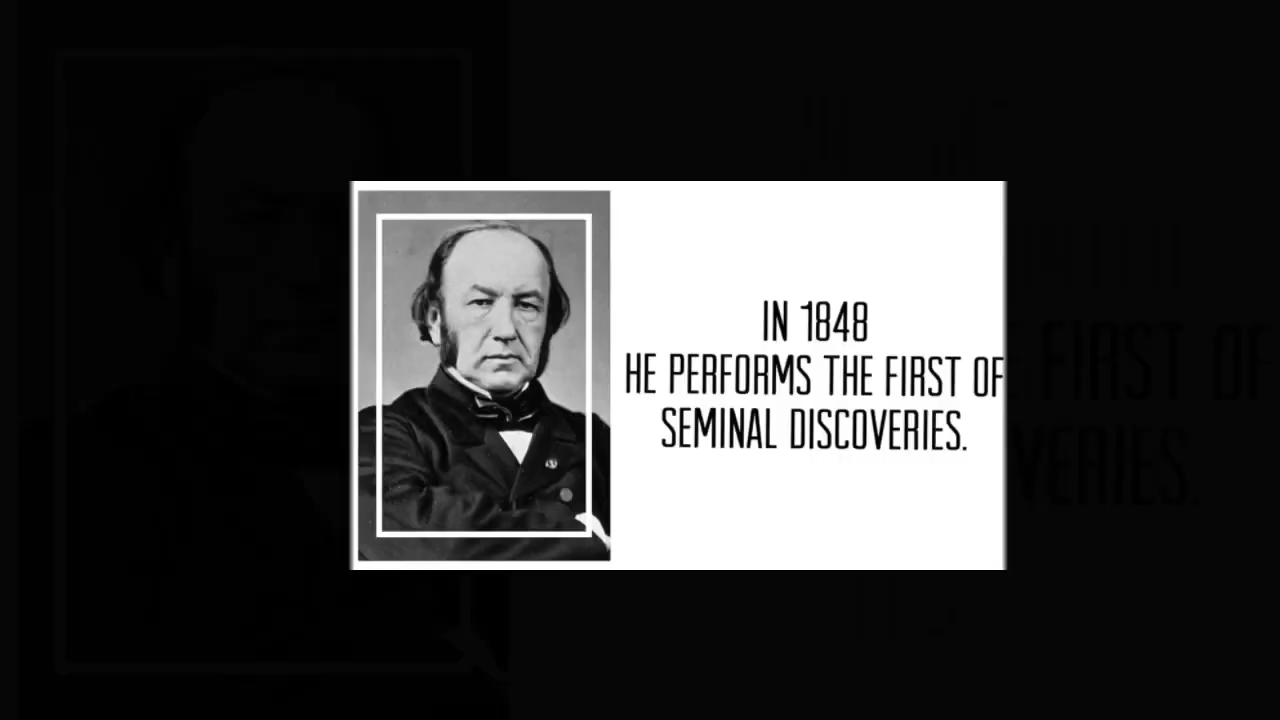 IN 1848
HE PERFORMS THE FIRST OF
SEMINAL DISCOVERIES.